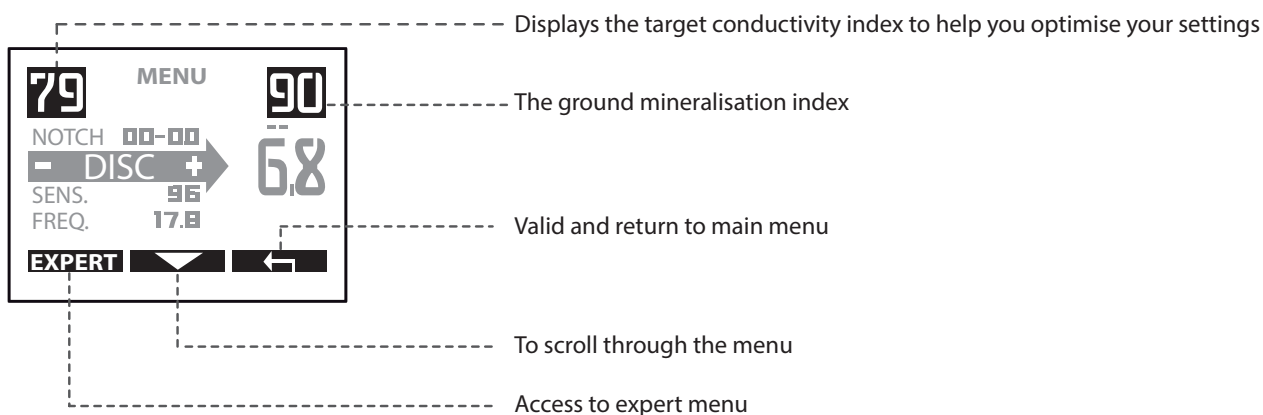 Displays the target conductivity index to help you optimise your settings
79 MENU 90
The ground mineralisation index
NOTCH 00-00
- DISC + 6,8
SENS. 96
FREQ. 17.8
Valid and return to main menu
EXPERT
To scroll through the menu
Access to expert menu